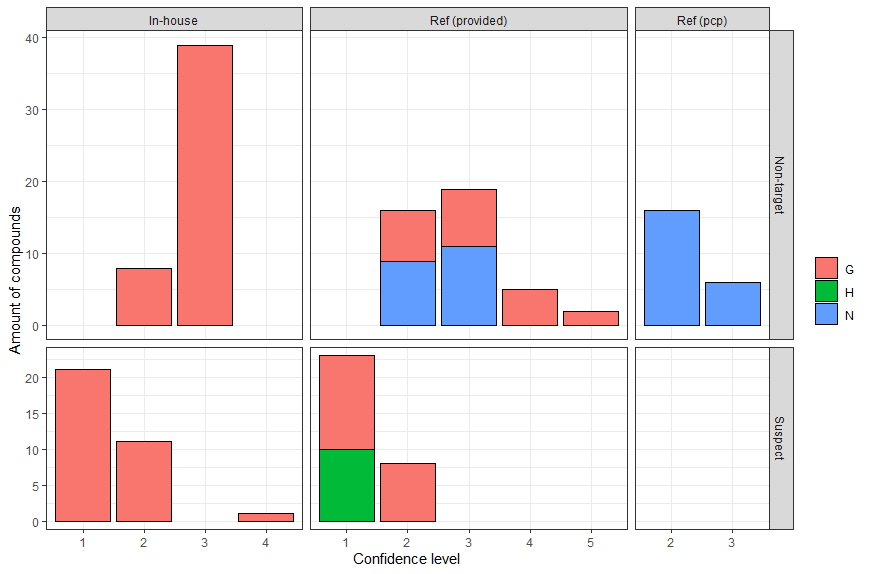 In-house
Ref (provided)
Ref (pcp)
40
30
20
10
0
Non-target
20
15
10
5
0
Suspect
1 2 3 4
1 2 3 4 5
2 3
Amount of compounds
Confidence level
G
H
N